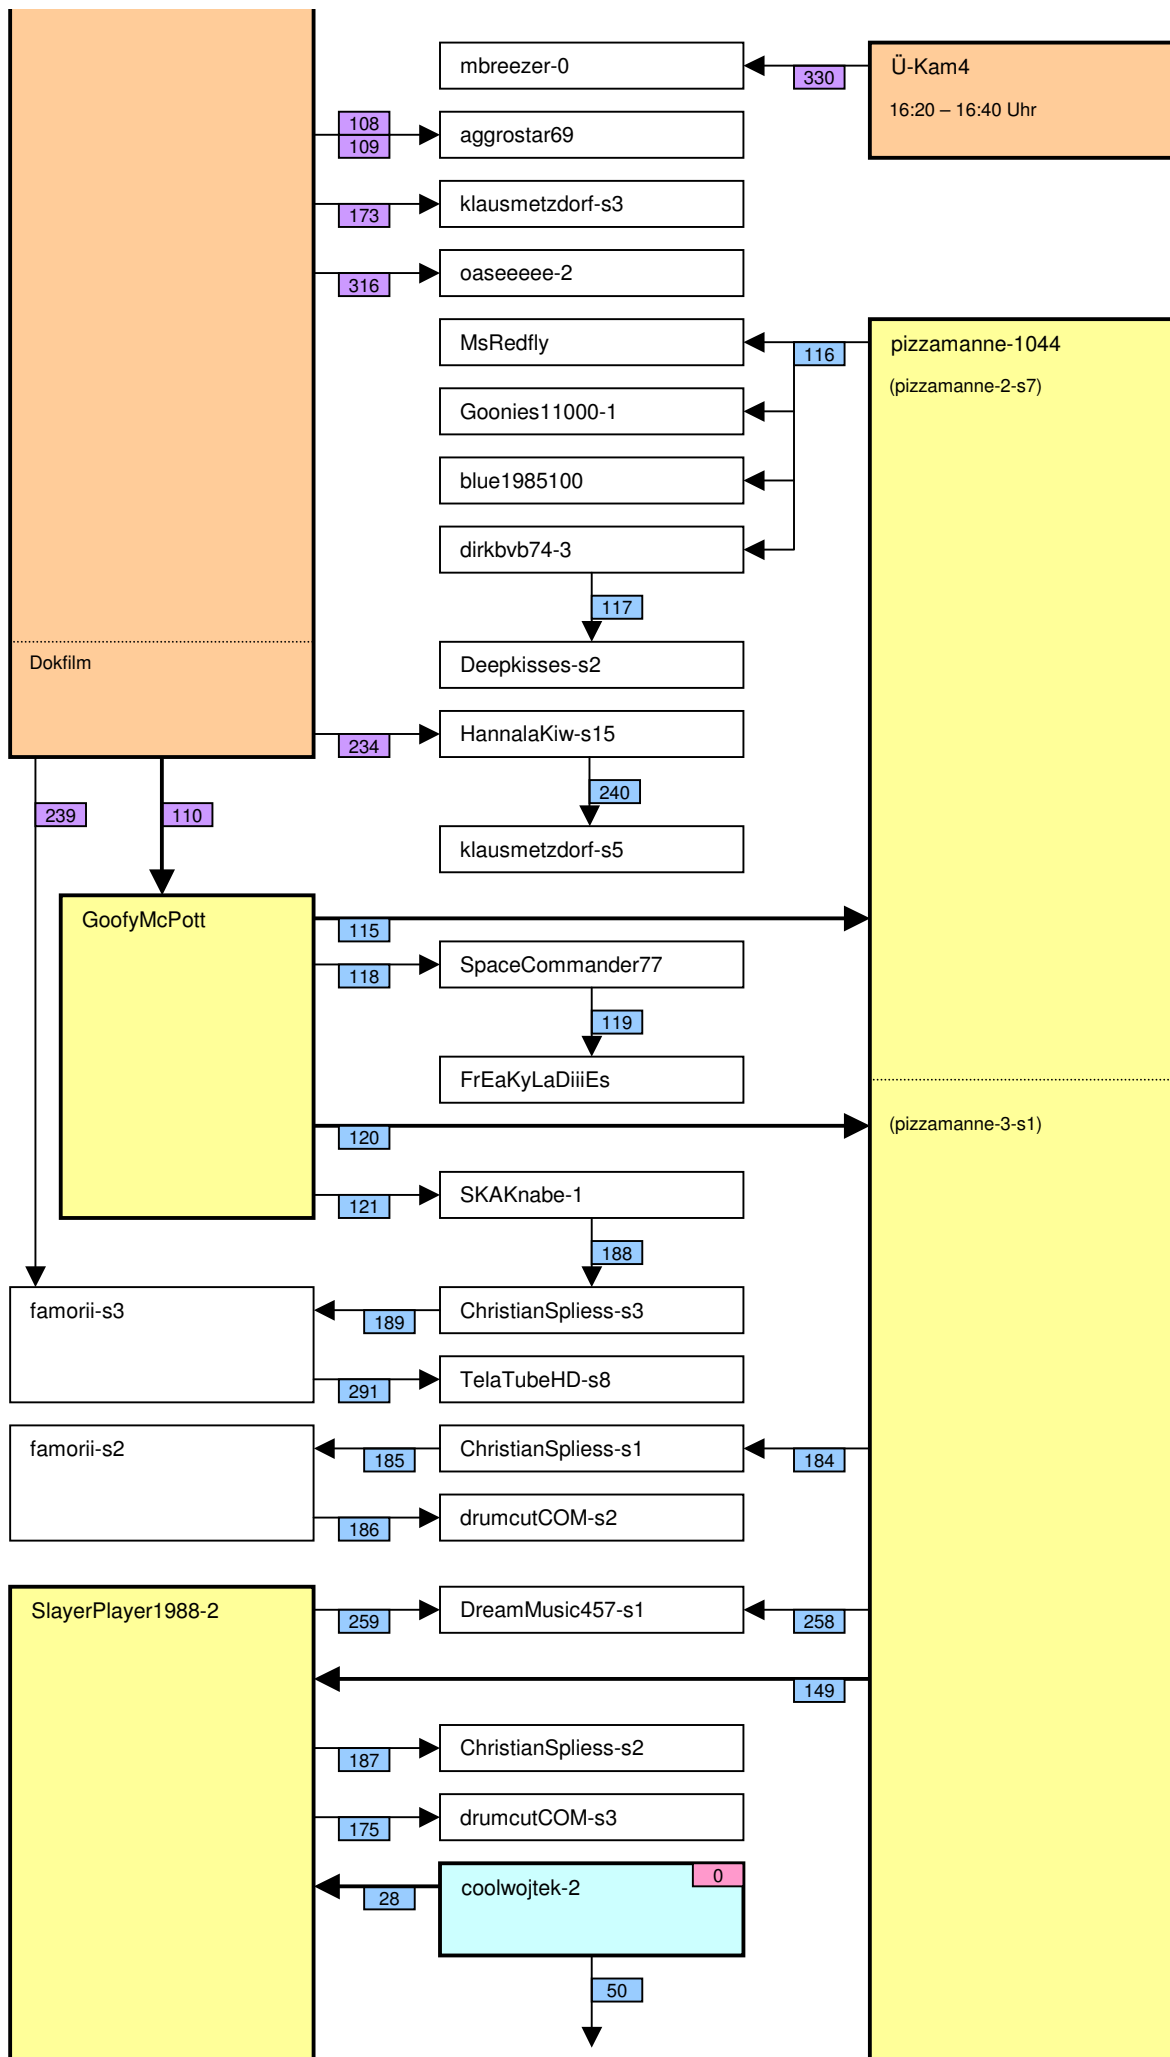 mbreezer-0
330
Ü-Kam4
16:20 – 16:40 Uhr
108
109
aggrostar69
173
klausmetzdorf-s3
316
oaseeeee-2
MsRedfly
116
pizzamanne-1044
(pizzamanne-2-s7)
Goonies11000-1
blue1985100
dirkbvb74-3
117
Deepkisses-s2
Dokfilm
234
HannalaKiw-s15
240
239
110
klausmetzdorf-s5
GoofyMcPott
115
118
SpaceCommander77
119
FrEaKyLaDiiiEs
120
(pizzamanne-3-s1)
121
SKAKnabe-1
188
famorii-s3
189
ChristianSpliess-s3
291
TelaTubeHD-s8
famorii-s2
185
ChristianSpliess-s1
184
186
drumcutCOM-s2
SlayerPlayer1988-2
259
DreamMusic457-s1
258
149
187
ChristianSpliess-s2
175
drumcutCOM-s3
28
coolwojtek-2
0
50